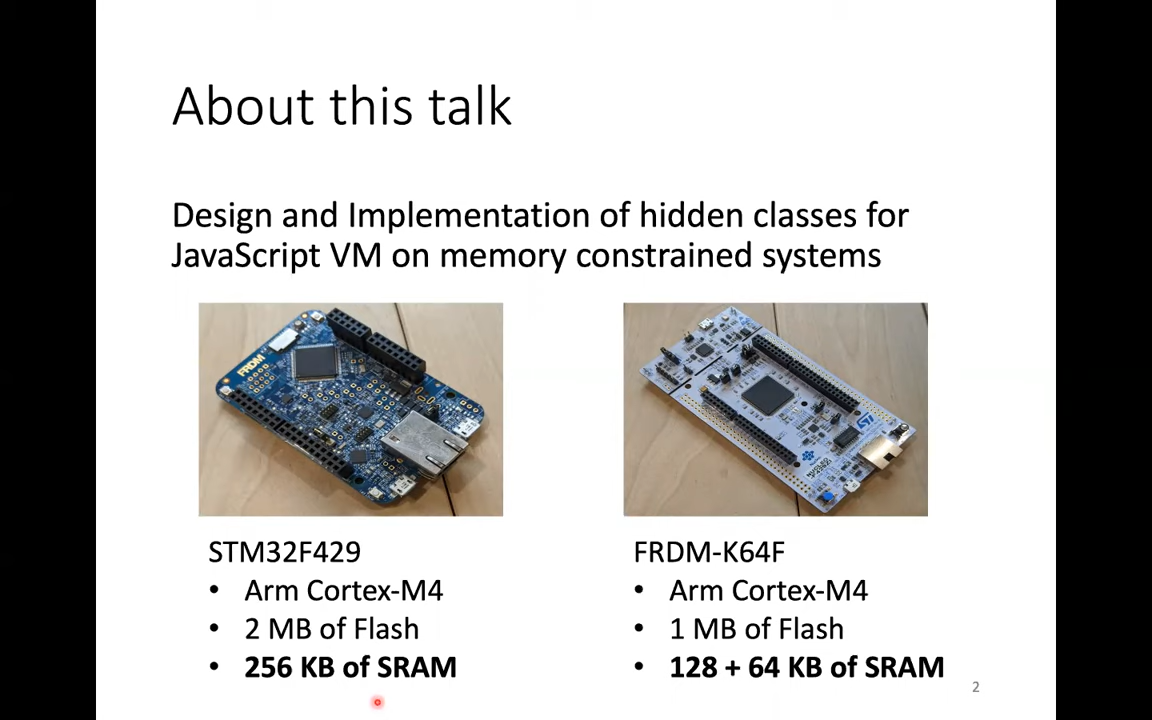 About this talk
Design and Implementation of hidden classes for
JavaScript VM on memory constrained systems
FRDM
ST
STM32F429
• Arm Cortex-M4
• 2 MB of Flash
• 256 KB of SRAM
FRDM-K64F
• Arm Cortex-M4
• 1 MB of Flash
• 128 + 64 KB of SRAM
2